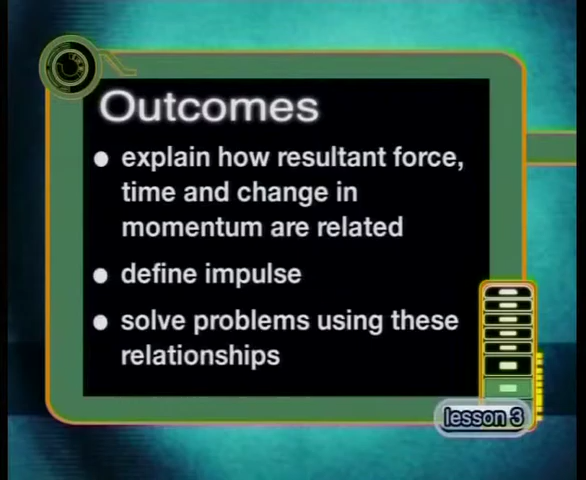 Outcomes
explain how resultant force,
time and change in
momentum are related
define impulse
solve problems using these
relationships
lesson 3